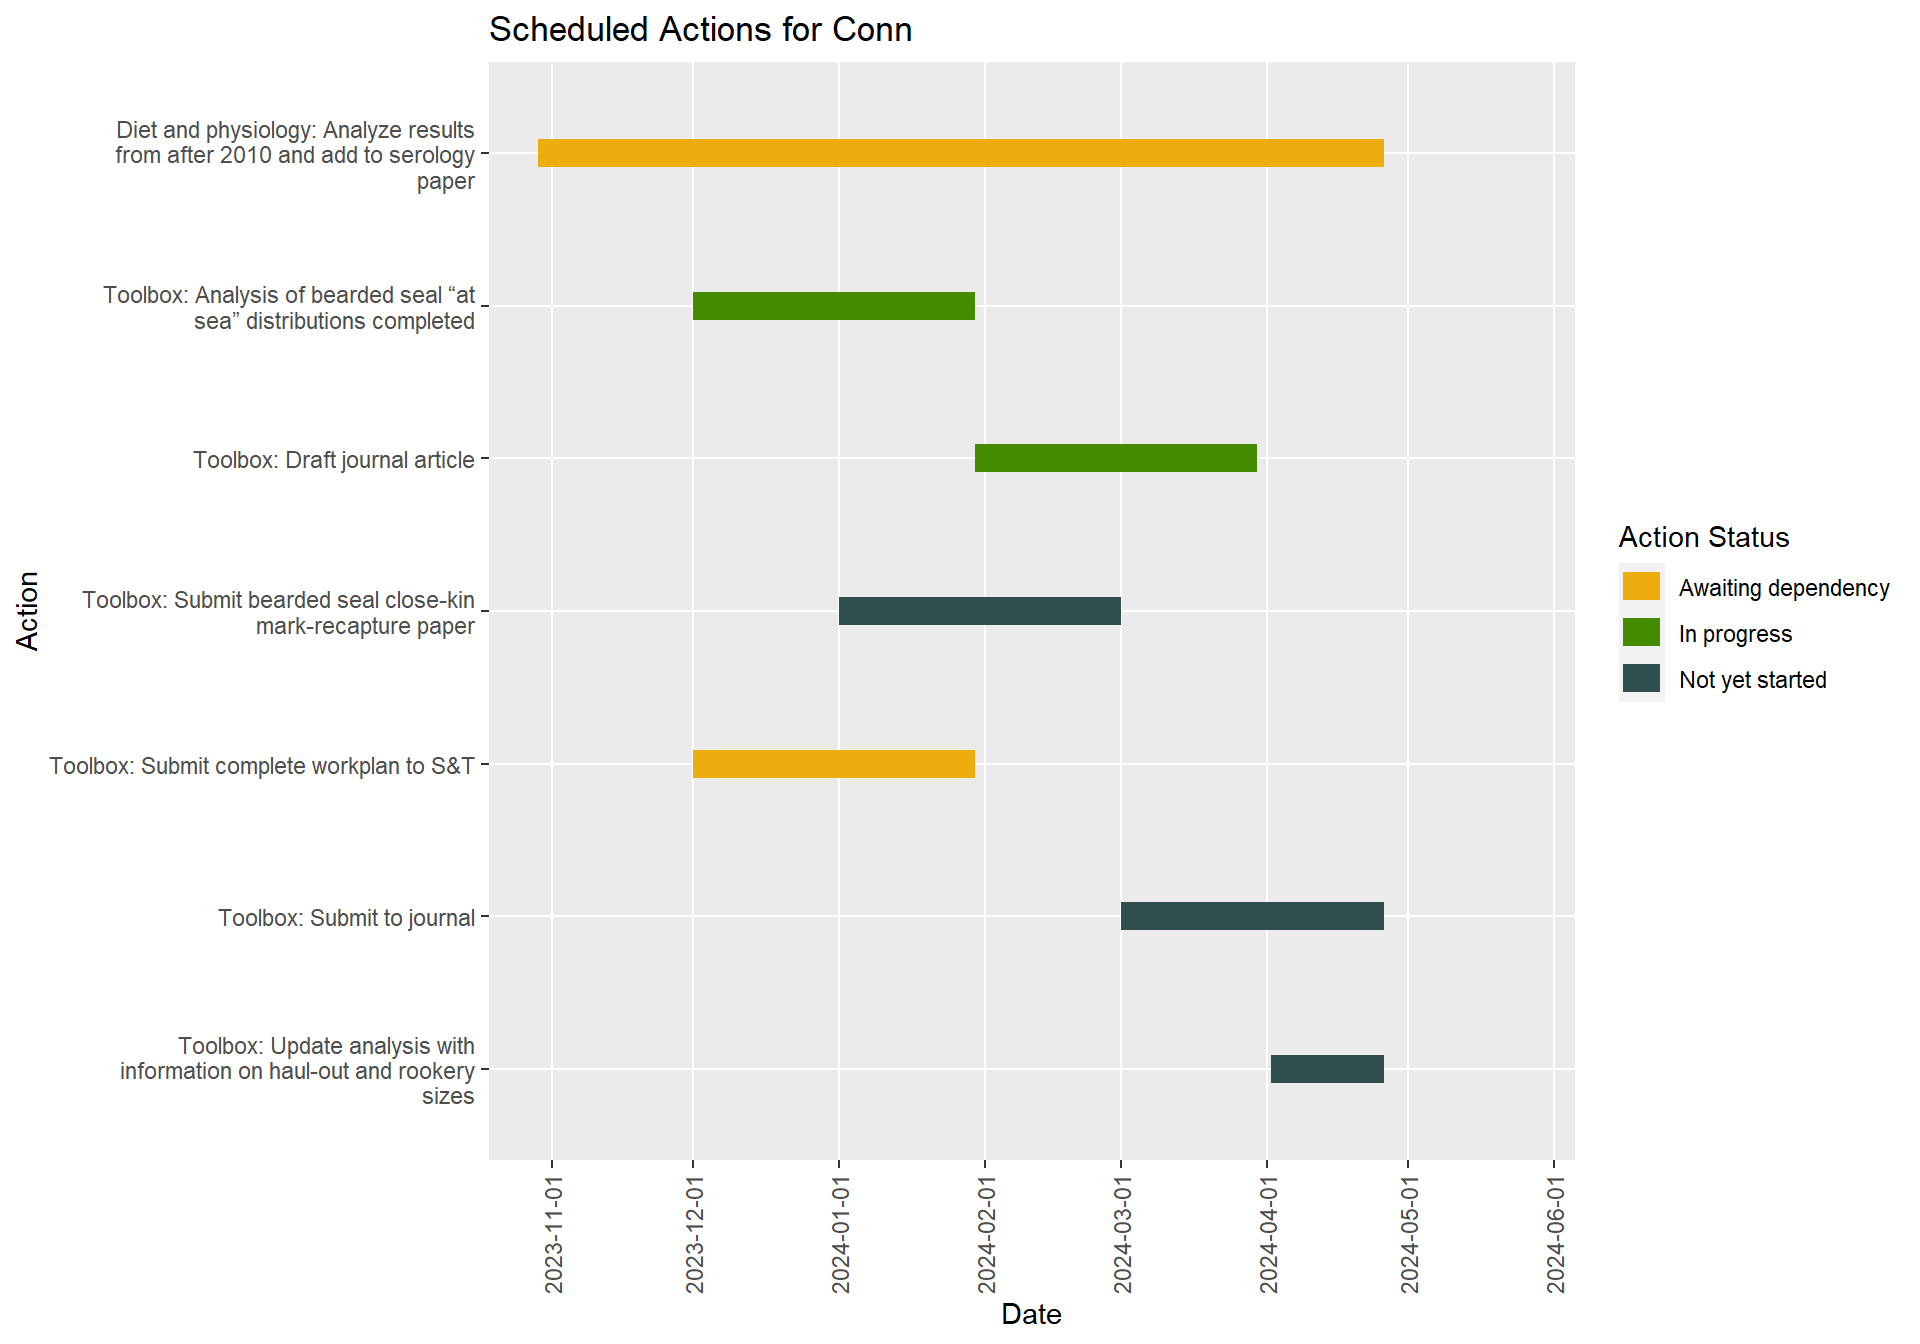 Scheduled Actions for Conn
Diet and physiology: Analyze results
from after 2010 and add to serology
paper
Toolbox: Analysis of bearded seal “at
sea” distributions completed
Toolbox: Draft journal article
Toolbox: Submit bearded seal close-kin
mark-recapture paper
Toolbox: Submit complete workplan to S&T
Toolbox: Submit to journal
Toolbox: Update analysis with
information on haul-out and rookery
sizes
Action
2023-11-01
2023-12-01
2024-01-01
2024-02-01
2024-03-01
2024-04-01
2024-05-01
2024-06-01
Date
Action Status
Awaiting dependency
In progress
Not yet started